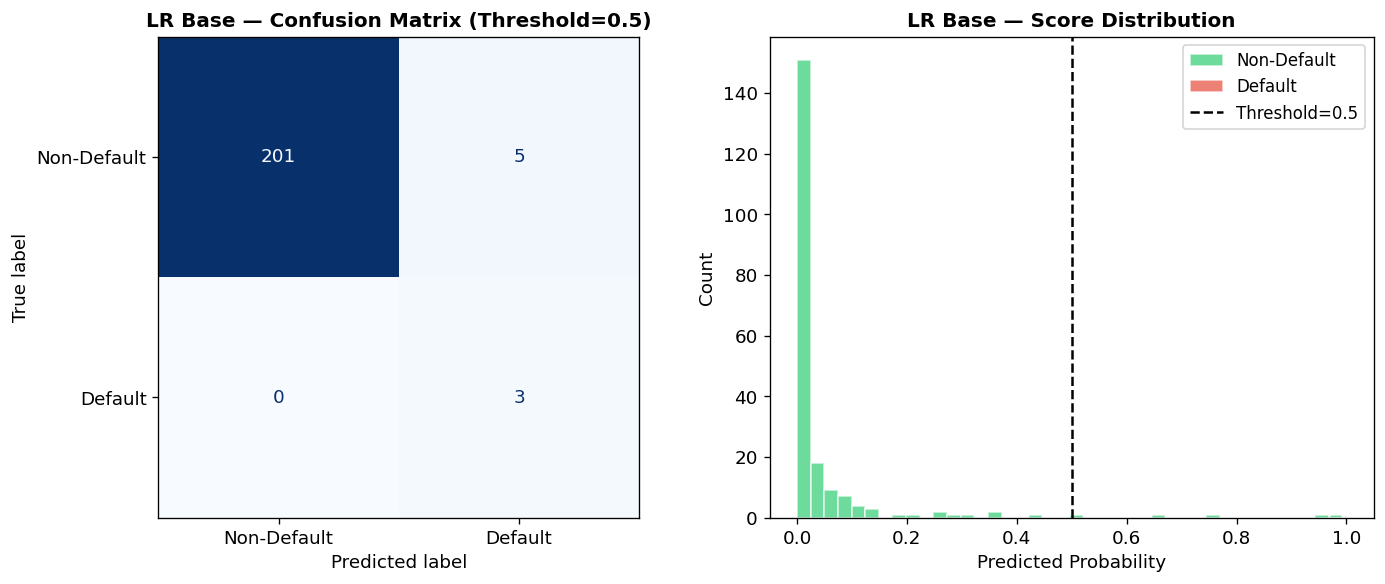 LR Base — Confusion Matrix (Threshold=0.5)
True label
Non-Default
201
5
Default
0
3
Non-Default
Default
Predicted label
LR Base — Score Distribution
Non-Default
Default
Threshold=0.5
Count
140
120
100
80
60
40
20
0
0.0
0.2
0.4
0.6
0.8
1.0
Predicted Probability